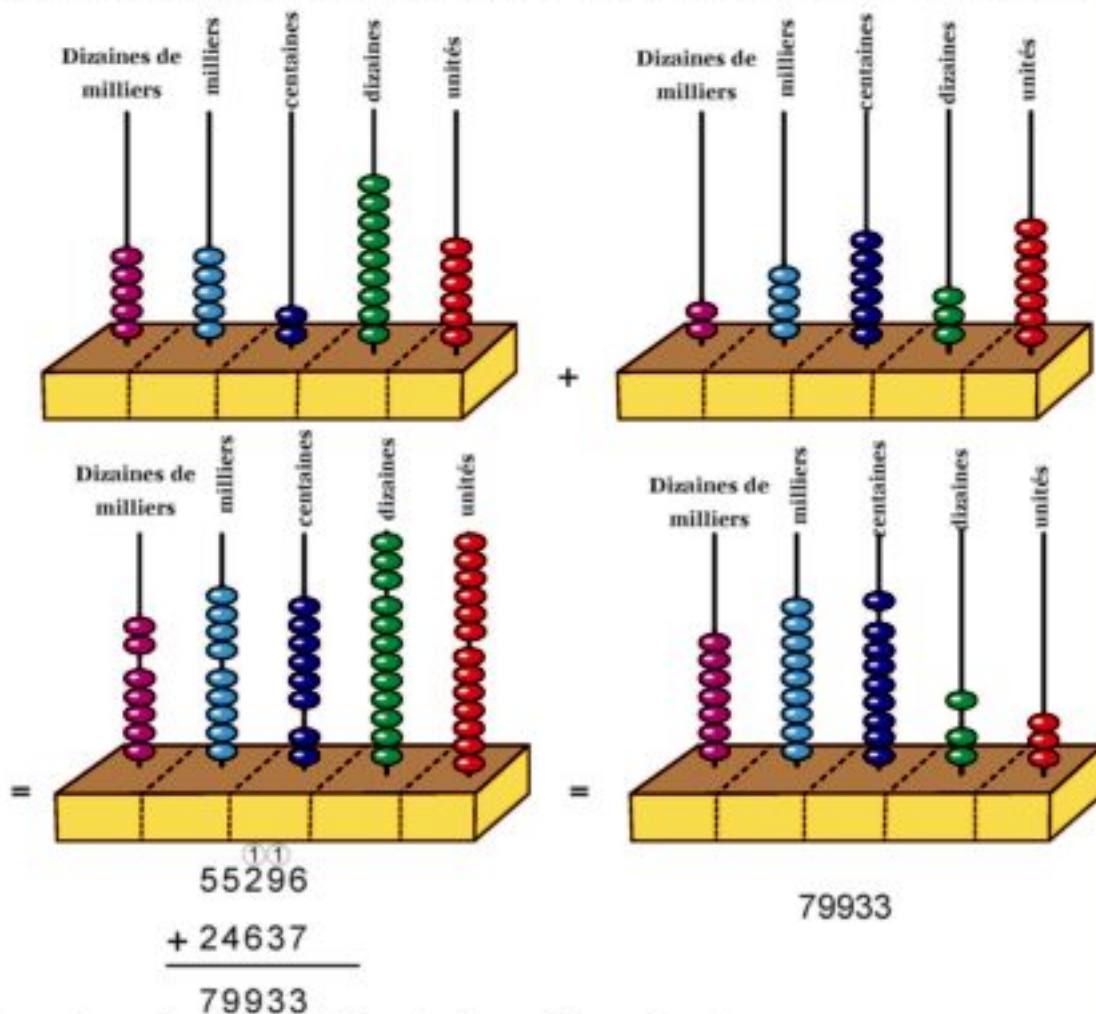 Dizaines de
milliers
milliers
centaines
dizaines
unités
Dizaines de
milliers
milliers
centaines
dizaines
unités
+
Dizaines de
milliers
milliers
centaines
dizaines
unités
Dizaines de
milliers
milliers
centaines
dizaines
unités
=
=
①①
55296
+ 24637
79933
79933